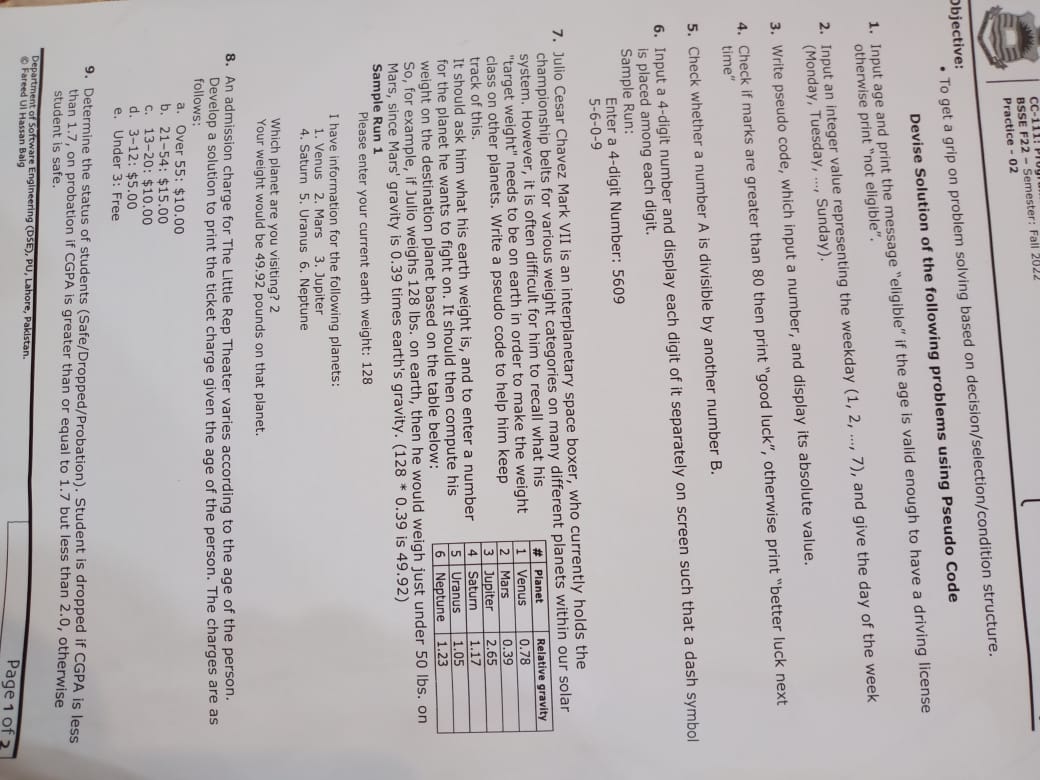 CC-111:
BSSE F22 – Semester: Fall 2022
Practice – 02
Objective:
• To get a grip on problem solving based on decision/selection/condition structure.
Devise Solution of the following problems using Pseudo Code
1. Input age and print the message "eligible" if the age is valid enough to have a driving license
otherwise print "not eligible".
2. Input an integer value representing the weekday (1, 2, ..., 7), and give the day of the week
(Monday, Tuesday, ..., Sunday).
3. Write pseudo code, which input a number, and display its absolute value.
4. Check if marks are greater than 80 then print "good luck", otherwise print "better luck next
time"
5. Check whether a number A is divisible by another number B.
6. Input a 4-digit number and display each digit of it separately on screen such that a dash symbol
is placed among each digit.
Sample Run:
Enter a 4-digit Number: 5609
5-6-0-9
7. Julio Cesar Chavez Mark VII is an interplanetary space boxer, who currently holds the
championship belts for various weight categories on many different planets within our solar
system. However, it is often difficult for him to recall what his
"target weight" needs to be on earth in order to make the weight
class on other planets. Write a pseudo code to help him keep
track of this.
It should ask him what his earth weight is, and to enter a number
for the planet he wants to fight on. It should then compute his
weight on the destination planet based on the table below:
# Planet Relative gravity
1 Venus 0.78
2 Mars 0.39
3 Jupiter 2.65
4 Saturn 1.17
5 Uranus 1.05
6 Neptune 1.23
So, for example, if Julio weighs 128 lbs. on earth, then he would weigh just under 50 lbs. on
Mars, since Mars' gravity is 0.39 times earth's gravity. (128 * 0.39 is 49.92)
Sample Run 1
Please enter your current earth weight: 128
I have information for the following planets:
1. Venus 2. Mars 3. Jupiter
4. Saturn 5. Uranus 6. Neptune
Which planet are you visiting? 2
Your weight would be 49.92 pounds on that planet.
8. An admission charge for The Little Rep Theater varies according to the age of the person.
Develop a solution to print the ticket charge given the age of the person. The charges are as
follows:
a. Over 55: $10.00
b. 21–54: $15.00
c. 13–20: $10.00
d. 3–12: $5.00
e. Under 3: Free
9. Determine the status of students (Safe/Dropped/Probation). Student is dropped if CGPA is less
than 1.7, on probation if CGPA is greater than or equal to 1.7 but less than 2.0, otherwise
student is safe.
Department of Software Engineering (DSE), PU, Lahore, Pakistan.
© Fareed Ul Hassan Baig
Page 1 of 2